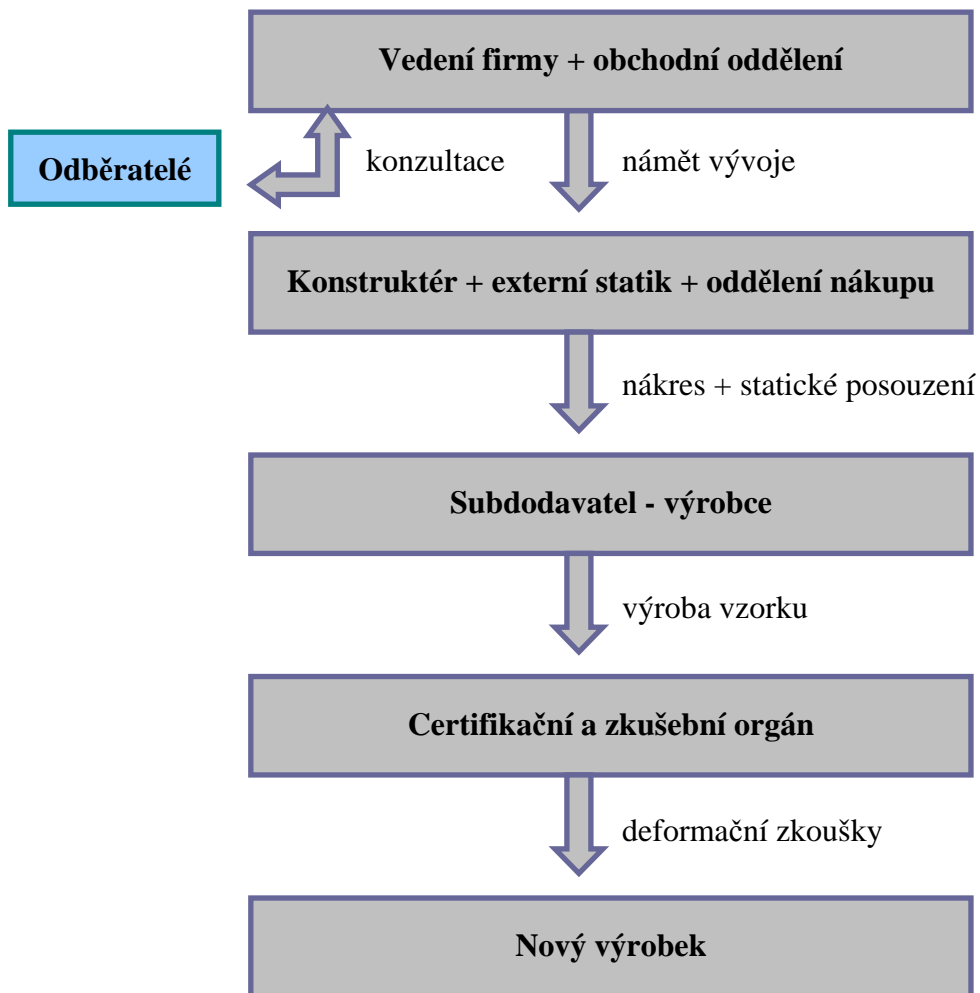 Vedení firmy + obchodní oddělení
Odběratelé
konzultace
námět vývoje
Konstruktér + externí statik + oddělení nákupu
nákres + statické posouzení
Subdodavatel - výrobce
výroba vzorku
Certifikační a zkušební orgán
deformační zkoušky
Nový výrobek